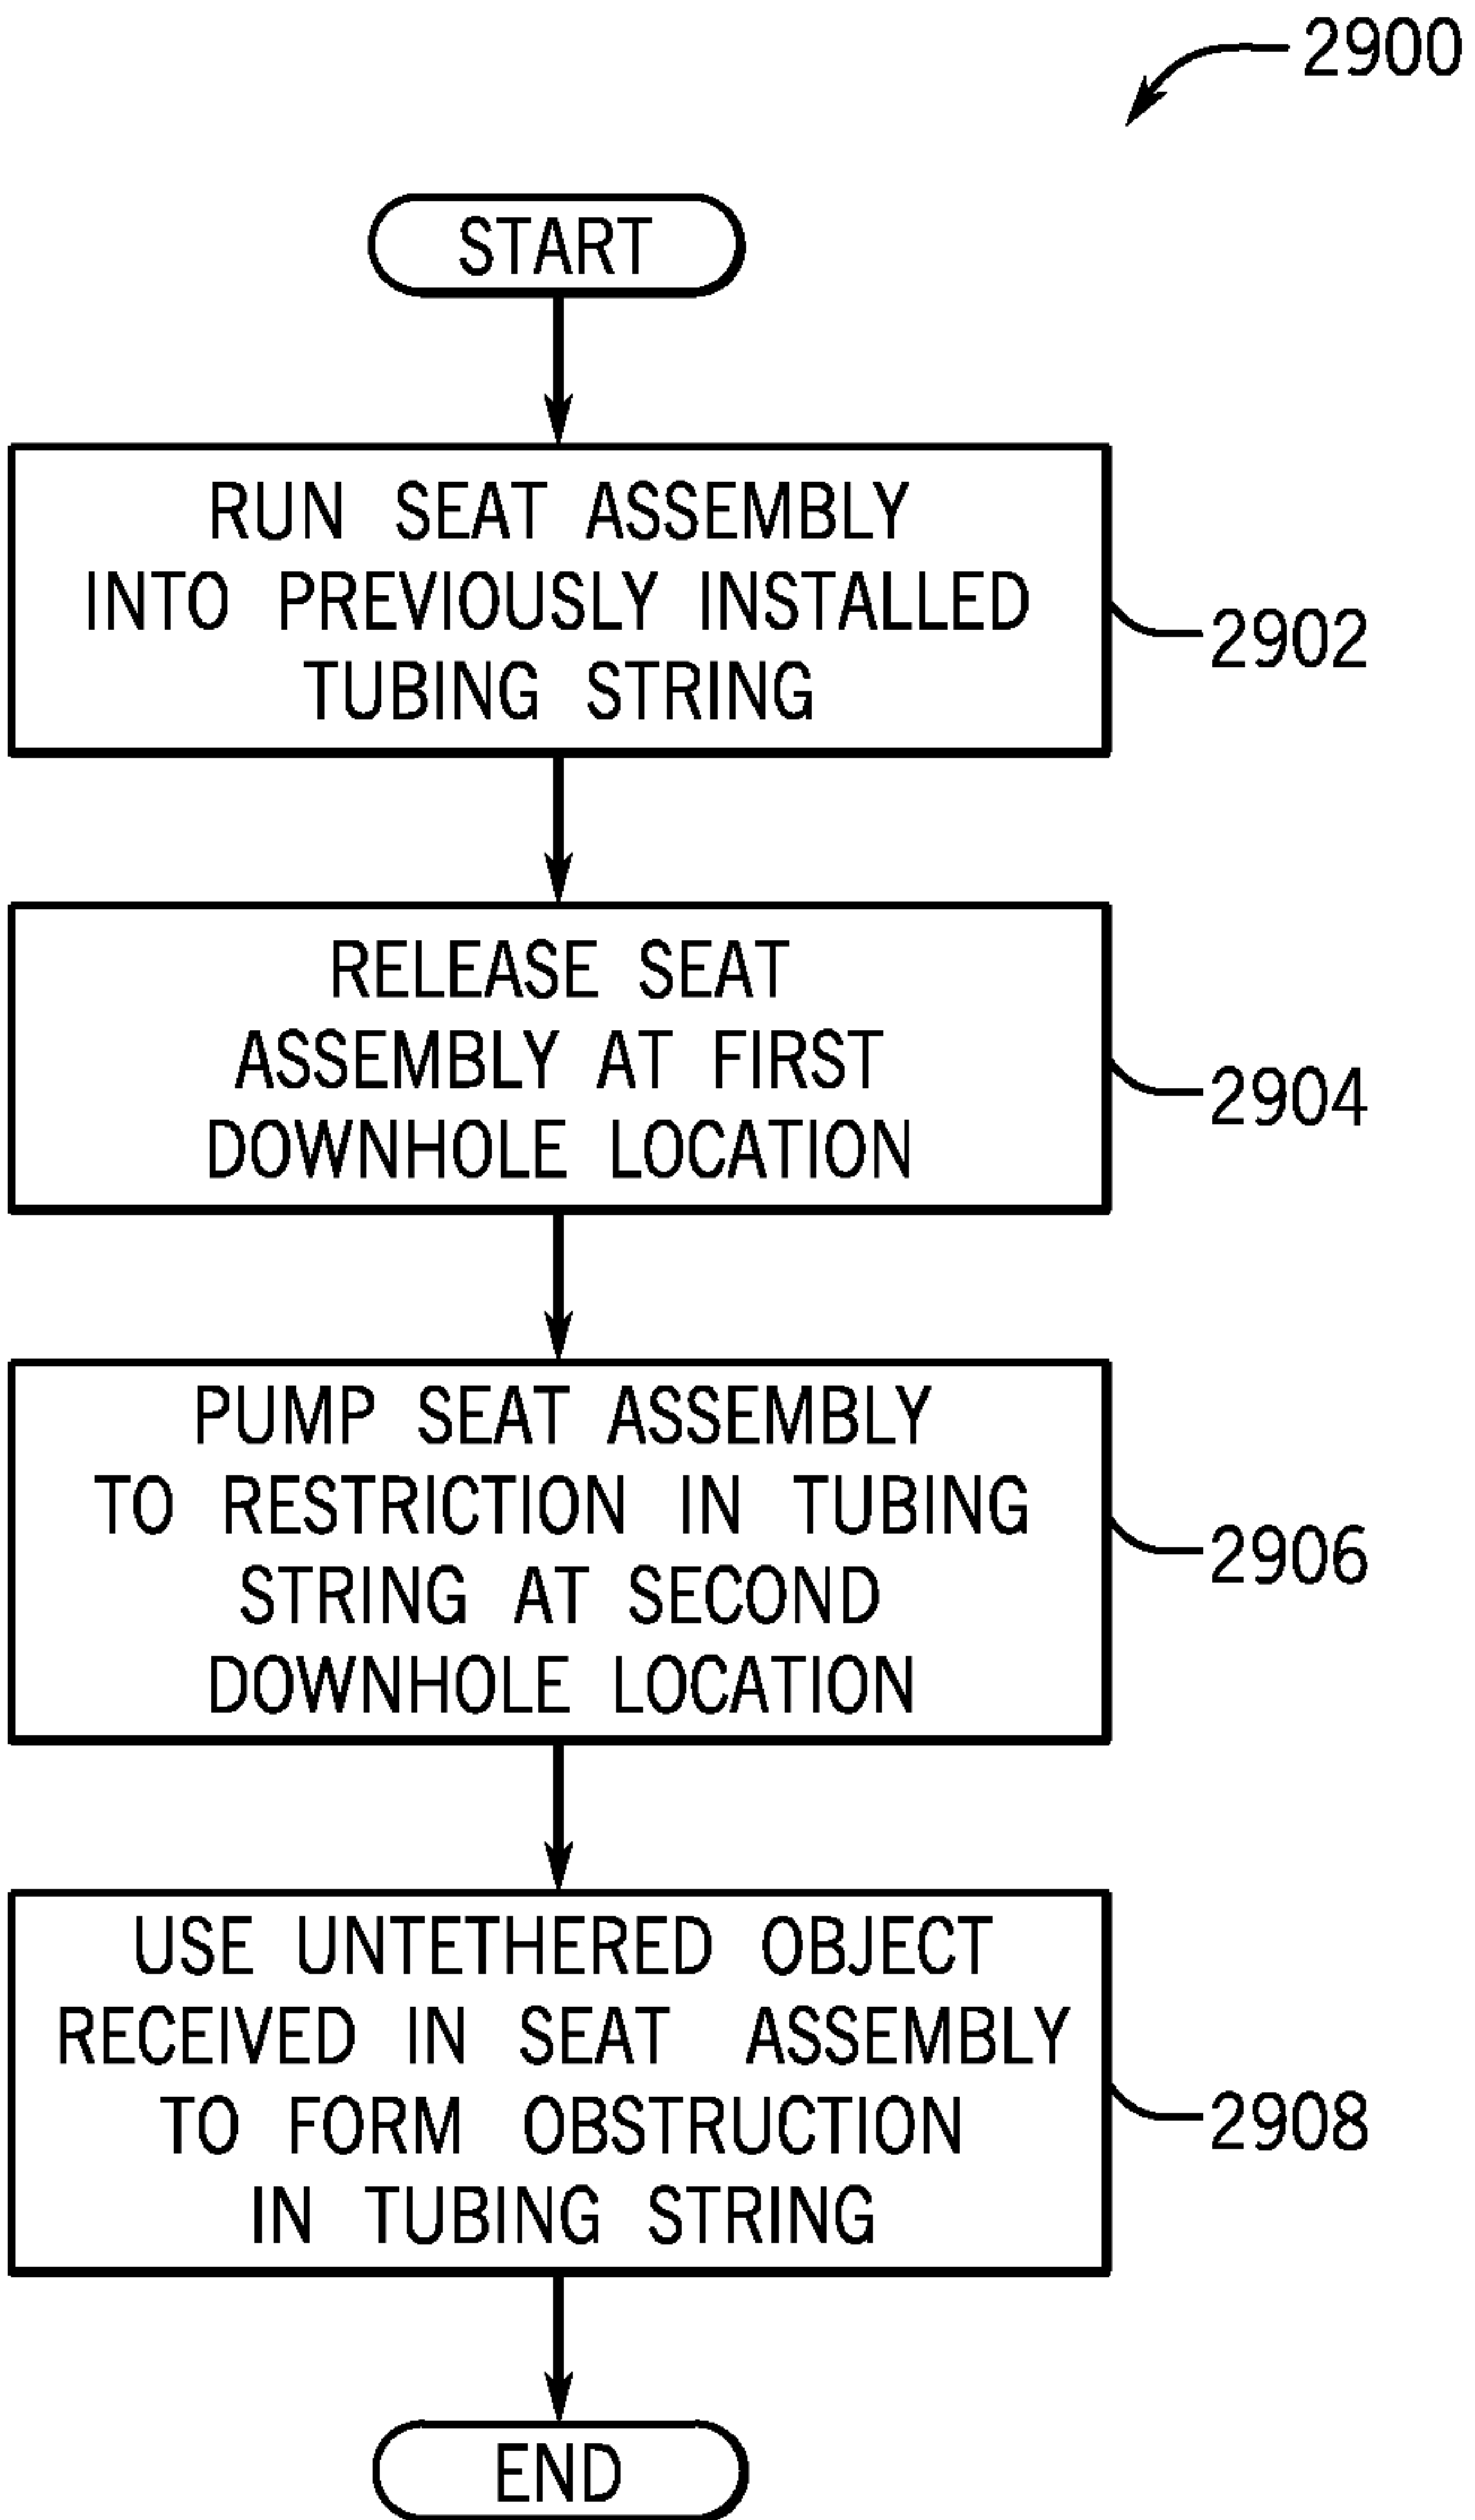 2900
START
RUN SEAT ASSEMBLY
INTO PREVIOUSLY INSTALLED
TUBING STRING
2902
RELEASE SEAT
ASSEMBLY AT FIRST
DOWNHOLE LOCATION
2904
PUMP SEAT ASSEMBLY
TO RESTRICTION IN TUBING
STRING AT SECOND
DOWNHOLE LOCATION
2906
USE UNTETHERED OBJECT
RECEIVED IN SEAT ASSEMBLY
TO FORM OBSTRUCTION
IN TUBING STRING
2908
END